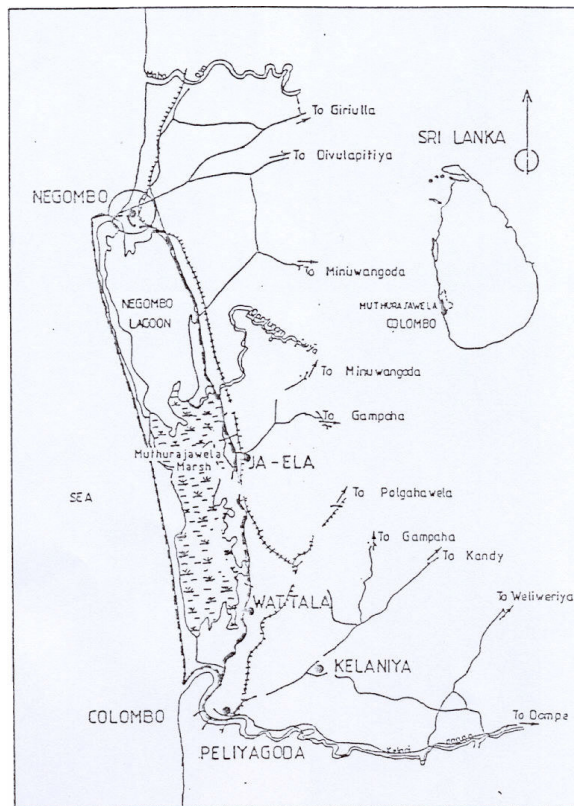 To Giriulla
SRI LANKA
To Divulapitiya
NEGOMBO
To Minuwangoda
NEGOMBO
LAGOON
MUTHURAJAWELA
COLOMBO
To Minuwangoda
To Gampaha
Muthurajawela
Marsh
JA-ELA
SEA
To Polgahawela
To Gampaha
To Kandy
To Weliweriya
WATTALA
KELANIYA
COLOMBO
To Dompe
PELIYAGODA